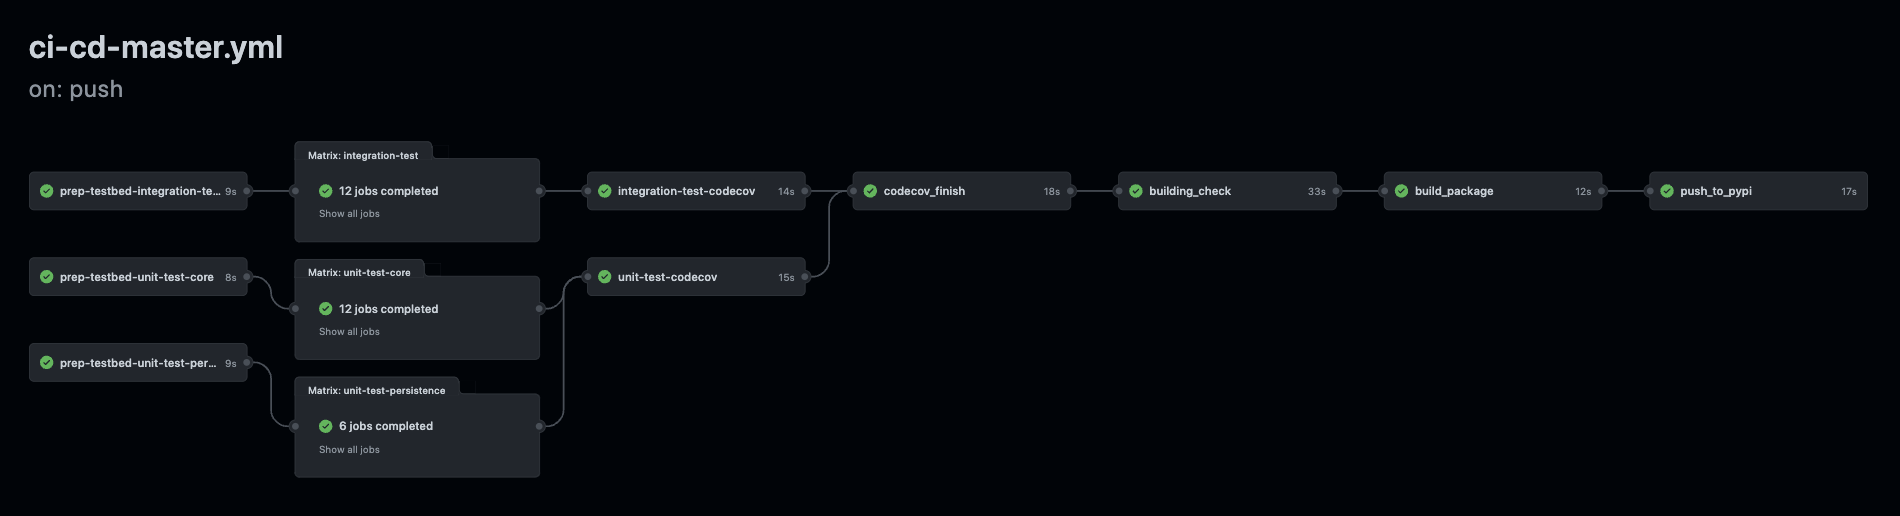 ci-cd-master.yml
on: push
Matrix: integration-test
prep-testbed-integration-te... 9s
12 jobs completed
Show all jobs
integration-test-codecov 14s
codecov_finish 18s
building_check 33s
build_package 12s
push_to_pypi 17s
prep-testbed-unit-test-core 8s
Matrix: unit-test-core
12 jobs completed
Show all jobs
unit-test-codecov 15s
prep-testbed-unit-test-per... 9s
Matrix: unit-test-persistence
6 jobs completed
Show all jobs